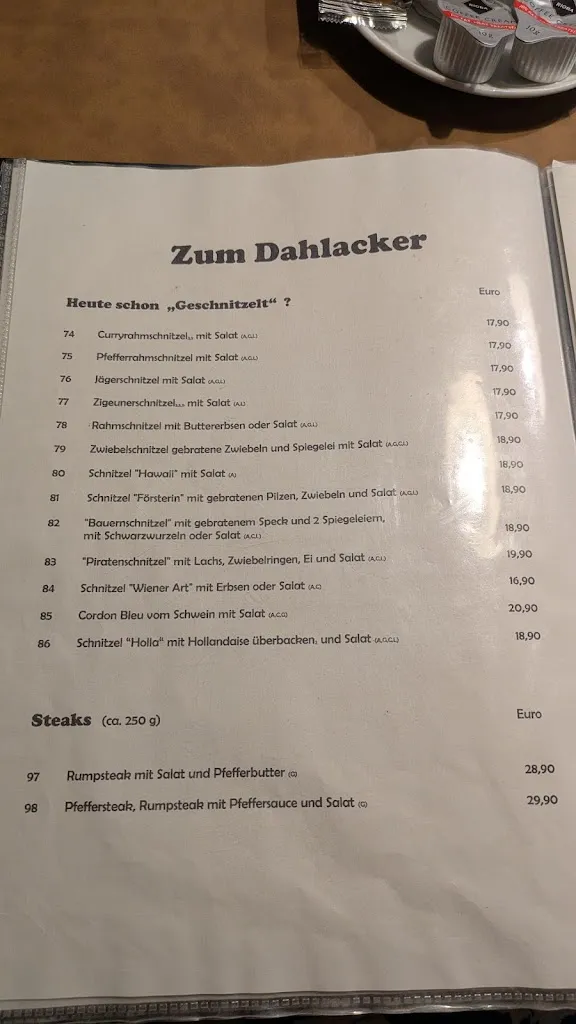 RIOBA
COFFEE CREAM
10 g
RIOBA
10g
Zum Dahlacker
Heute schon „Geschnitzelt“ ?
Euro
74 Curryrahmschnitzel mit Salat (A,G,L) 17,90
75 Pfefferrahmschnitzel mit Salat (A,G,L) 17,90
76 Jägerschnitzel mit Salat (A,G,L) 17,90
77 Zigeunerschnitzel mit Salat (A,L) 17,90
78 Rahmschnitzel mit Buttererbsen oder Salat (A,G,L) 17,90
79 Zwiebelschnitzel gebratene Zwiebeln und Spiegelei mit Salat 18,90
80 Schnitzel "Hawaii" mit Salat (A) 18,90
81 Schnitzel "Försterin" mit gebratenen Pilzen, Zwiebeln und Salat (A,G,L) 18,90
82 "Bauernschnitzel" mit gebratenem Speck und 2 Spiegeleiern,
mit Schwarzwurzeln oder Salat (A,C,L) 18,90
83 "Piratenschnitzel" mit Lachs, Zwiebelringen, Ei und Salat 19,90
84 Schnitzel "Wiener Art" mit Erbsen oder Salat 16,90
85 Cordon Bleu vom Schwein mit Salat 20,90
86 Schnitzel "Holla" mit Hollandaise überbacken, und Salat 18,90
Steaks (ca. 250 g)
Euro
97 Rumpsteak mit Salat und Pfefferbutter (G) 28,90
98 Pfeffersteak, Rumpsteak mit Pfeffersauce und Salat (G) 29,90